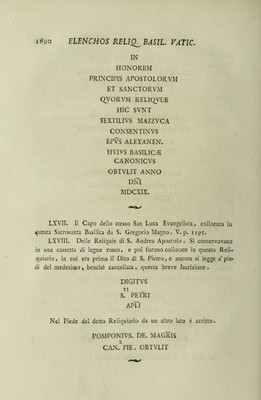 1690 ELENCHOS RELIQ. BASIL. VATIC.
IN
HONOREM
PRINCIPIS APOSTOLORVM
ET SANCTORVM
QVORVM RELIQVIÆ
HIC SVNT
SEXTILIVS MAZZVCA
CONSENTINVS
EPVS ALEXANEN.
HVIVS BASILICÆ
CANONICVS
OBTVLIT ANNO
DNI
MDCXIX.
LXVII. Il Capo dello stesso San Luca Evangelista, collocato in
questa Sacrosanta Basilica da S. Gregorio Magno. V. p. 1195.
LXVIII. Delle Reliquie di S. Andrea Apostolo. Si conservavano
in una cassetta di legno rosso, e poi furono collocate in questo Reli-
quiario, in cui era prima il Dito di S. Pietro, e ancora si legge a' pie-
di del medesimo, benchè cancellata, questa breve Iscrizione.
DIGITVS
TI
S. PETRI
APLI
Nel Piede del detto Reliquiario da un altro lato è scritto.
POMPONIVS. DE. MAGRIS
CAN. PIE. OBTVLIT